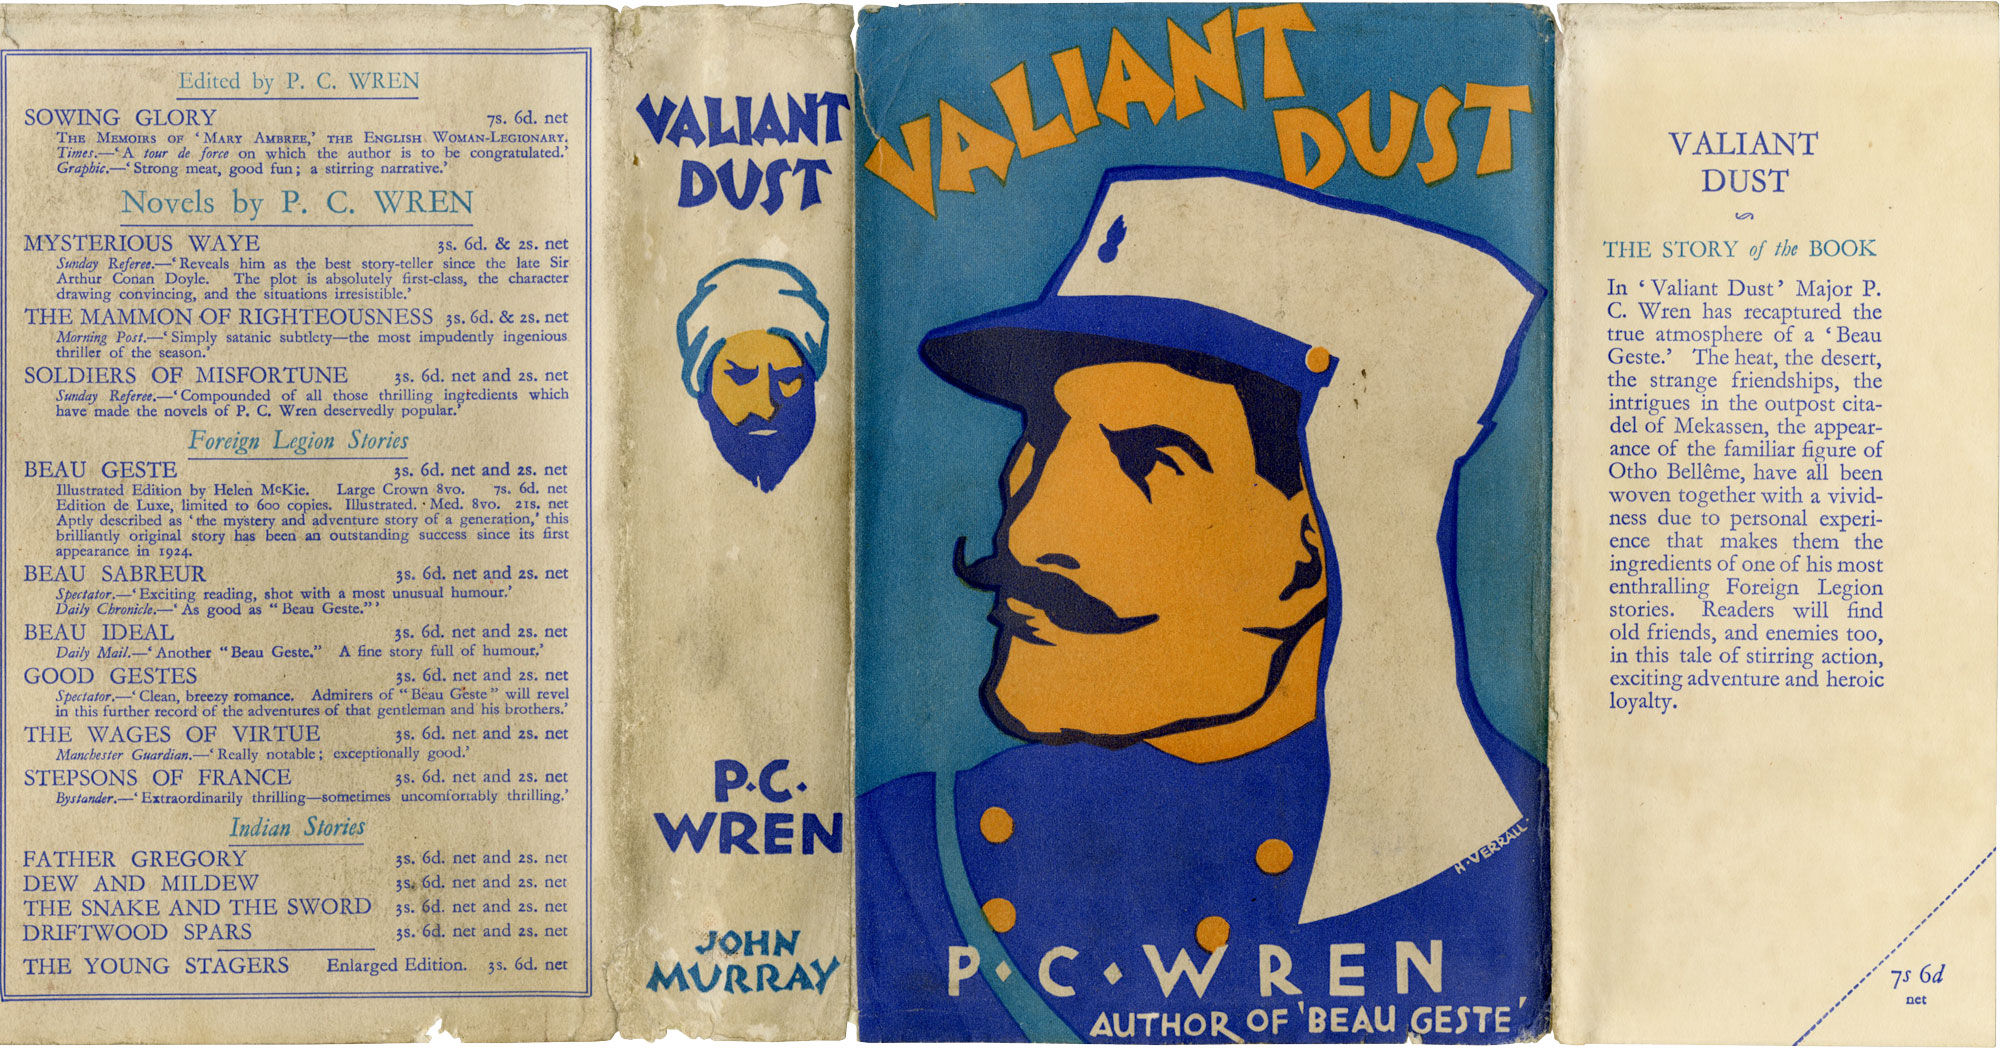 Edited by P. C. WREN
SOWING GLORY 7s. 6d. net
THE MEMOIRS OF ‘MARY AMBREE,’ THE ENGLISH WOMAN-LEGIONARY.
Times.—‘A tour de force on which the author is to be congratulated.’
Graphic.—‘Strong meat, good fun; a stirring narrative.’
Novels by P. C. WREN
MYSTERIOUS WAYE 3s. 6d. & 2s. net
Sunday Referee.—‘Reveals him as the best story-teller since the late Sir
Arthur Conan Doyle. The plot is absolutely first-class, the character
drawing convincing, and the situations irresistible.’
THE MAMMON OF RIGHTEOUSNESS 3s. 6d. & 2s. net
Morning Post.—‘Simply satanic subtlety—the most impudently ingenious
thriller of the season.’
SOLDIERS OF MISFORTUNE 3s. 6d. net and 2s. net
Sunday Referee.—‘Compounded of all those thrilling ingredients which
have made the novels of P. C. Wren deservedly popular.’
Foreign Legion Stories
BEAU GESTE 3s. 6d. net and 2s. net
Illustrated Edition by Helen McKie. Large Crown 8vo. 7s. 6d. net
Edition de Luxe, limited to 600 copies. Illustrated. Med. 8vo. 21s. net
Aptly described as ‘the mystery and adventure story of a generation,’ this
brilliantly original story has been an outstanding success since its first
appearance in 1924.
BEAU SABREUR 3s. 6d. net and 2s. net
Spectator.—‘Exciting reading, shot with a most unusual humour.’
Daily Chronicle.—‘As good as “Beau Geste.”’
BEAU IDEAL 3s. 6d. net and 2s. net
Daily Mail.—‘Another “Beau Geste.” A fine story full of humour.’
GOOD GESTES 3s. 6d. net and 2s. net
Spectator.—‘Clean, breezy romance. Admirers of “Beau Geste” will revel
in this further record of the adventures of that gentleman and his brothers.’
THE WAGES OF VIRTUE 3s. 6d. net and 2s. net
Manchester Guardian.—‘Really notable; exceptionally good.’
STEPSONS OF FRANCE 3s. 6d. net and 2s. net
Bystander.—‘Extraordinarily thrilling—sometimes uncomfortably thrilling.’
Indian Stories
FATHER GREGORY 3s. 6d. net and 2s. net
DEW AND MILDEW 3s. 6d. net and 2s. net
THE SNAKE AND THE SWORD 3s. 6d. net and 2s. net
DRIFTWOOD SPARS 3s. 6d. net and 2s. net
THE YOUNG STAGERS Enlarged Edition. 3s. 6d. net
VALIANT
DUST
P.C.
WREN
JOHN
MURRAY
VALIANT
DUST
H. VERRALL.
P·C·WREN
AUTHOR OF ‘BEAU GESTE’
VALIANT
DUST
THE STORY of the BOOK
In ‘Valiant Dust’ Major P.
C. Wren has recaptured the
true atmosphere of a ‘Beau
Geste.’ The heat, the desert,
the strange friendships, the
intrigues in the outpost cita-
del of Mekassen, the appear-
ance of the familiar figure of
Otho Bellême, have all been
woven together with a vivid-
ness due to personal experi-
ence that makes them the
ingredients of one of his most
enthralling Foreign Legion
stories. Readers will find
old friends, and enemies too,
in this tale of stirring action,
exciting adventure and heroic
loyalty.
7s 6d
net